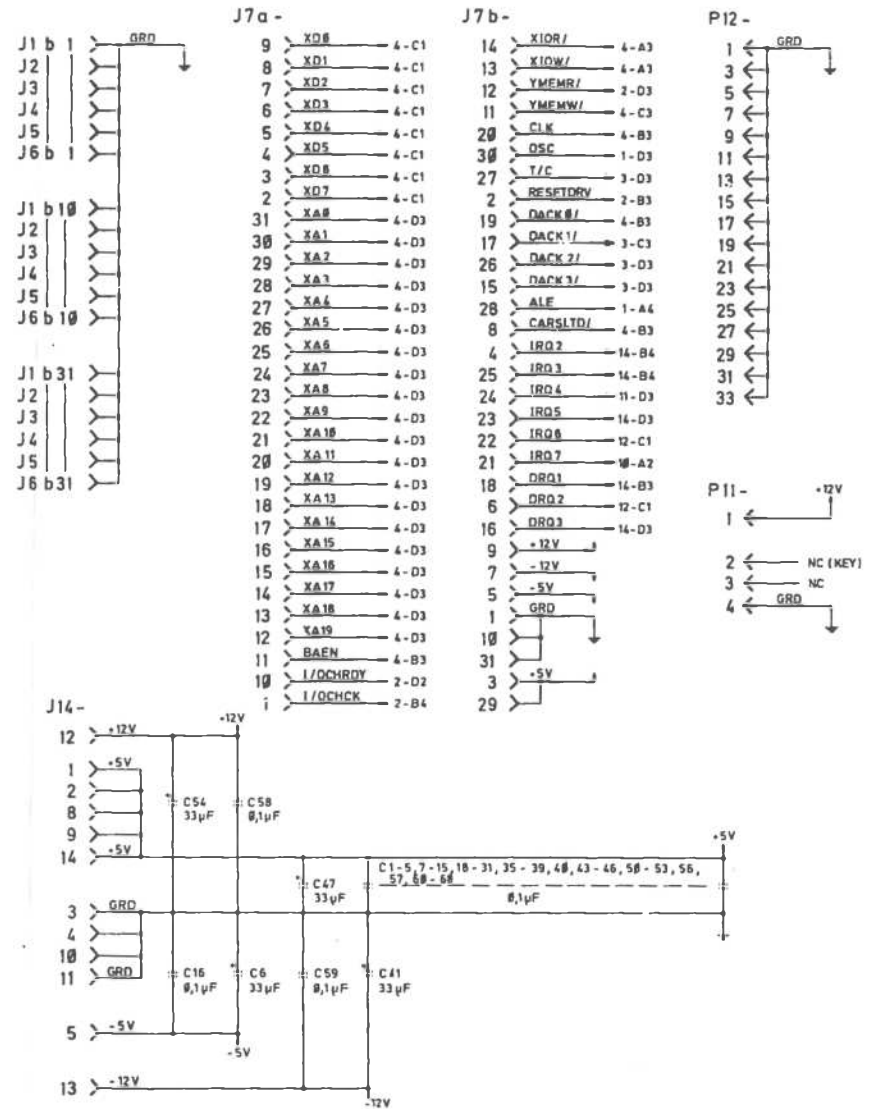 J1 b 1 GRD
J2
J3
J4
J5
J6 b 1
J1 b 10
J2
J3
J4
J5
J6 b 10
J1 b 31
J2
J3
J4
J5
J6 b 31
J7a-
9 XD0 4-C1
8 XD1 4-C1
7 XD2 4-C1
6 XD3 4-C1
5 XD4 4-C1
4 XD5 4-C1
3 XD6 4-C1
2 XD7 4-C1
31 XA0 4-D3
30 XA1 4-D3
29 XA2 4-D3
28 XA3 4-D3
27 XA4 4-D3
26 XA5 4-D3
25 XA6 4-D3
24 XA7 4-D3
23 XA8 4-D3
22 XA9 4-D3
21 XA10 4-D3
20 XA11 4-D3
19 XA12 4-D3
18 XA13 4-D3
17 XA14 4-D3
16 XA15 4-D3
15 XA16 4-D3
14 XA17 4-D3
13 XA18 4-D3
12 XA19 4-D3
11 BAEN 4-B3
10 I/OCHRDY 2-D2
1 I/OCHCK 2-B4
J7b-
14 XIOR/ 4-A3
13 XIOW/ 4-A3
12 YMEMR/ 2-D3
11 YMEMW/ 4-C3
20 CLK 4-B3
30 OSC 1-D3
27 T/C 3-D3
2 RESETDRV 2-B3
19 DACK0/ 4-B3
17 DACK1/ 3-C3
26 DACK2/ 3-D3
15 DACK3/ 3-D3
28 ALE 1-A4
8 CARSLTD/ 4-B3
4 IRQ2 14-B4
25 IRQ3 14-B4
24 IRQ4 11-D3
23 IRQ5 14-D3
22 IRQ6 12-C1
21 IRQ7 10-A2
18 DRQ1 14-B3
6 DRQ2 12-C1
16 DRQ3 14-D3
9 +12V
7 -12V
5 -5V
1 GRD
10
31
3 +5V
29
P12-
1 GRD
3
5
7
9
11
13
15
17
19
21
23
25
27
29
31
33
P11- +12V
1
2 NC (KEY)
3 NC
4 GRD
J14-
12 +12V +12V
1 +5V
2
8
9
14 +5V +5V
C54 33µF
C58 0,1µF
C47 33µF
C1-5, 7-15, 18-31, 35-39, 40, 43-46, 50-53, 56,
57, 60-68
0,1µF
3 GRD
4
10
11 GRD
C16 0,1µF
C6 33µF
C59 0,1µF
C41 33µF
5 -5V
-5V
13 -12V
-12V